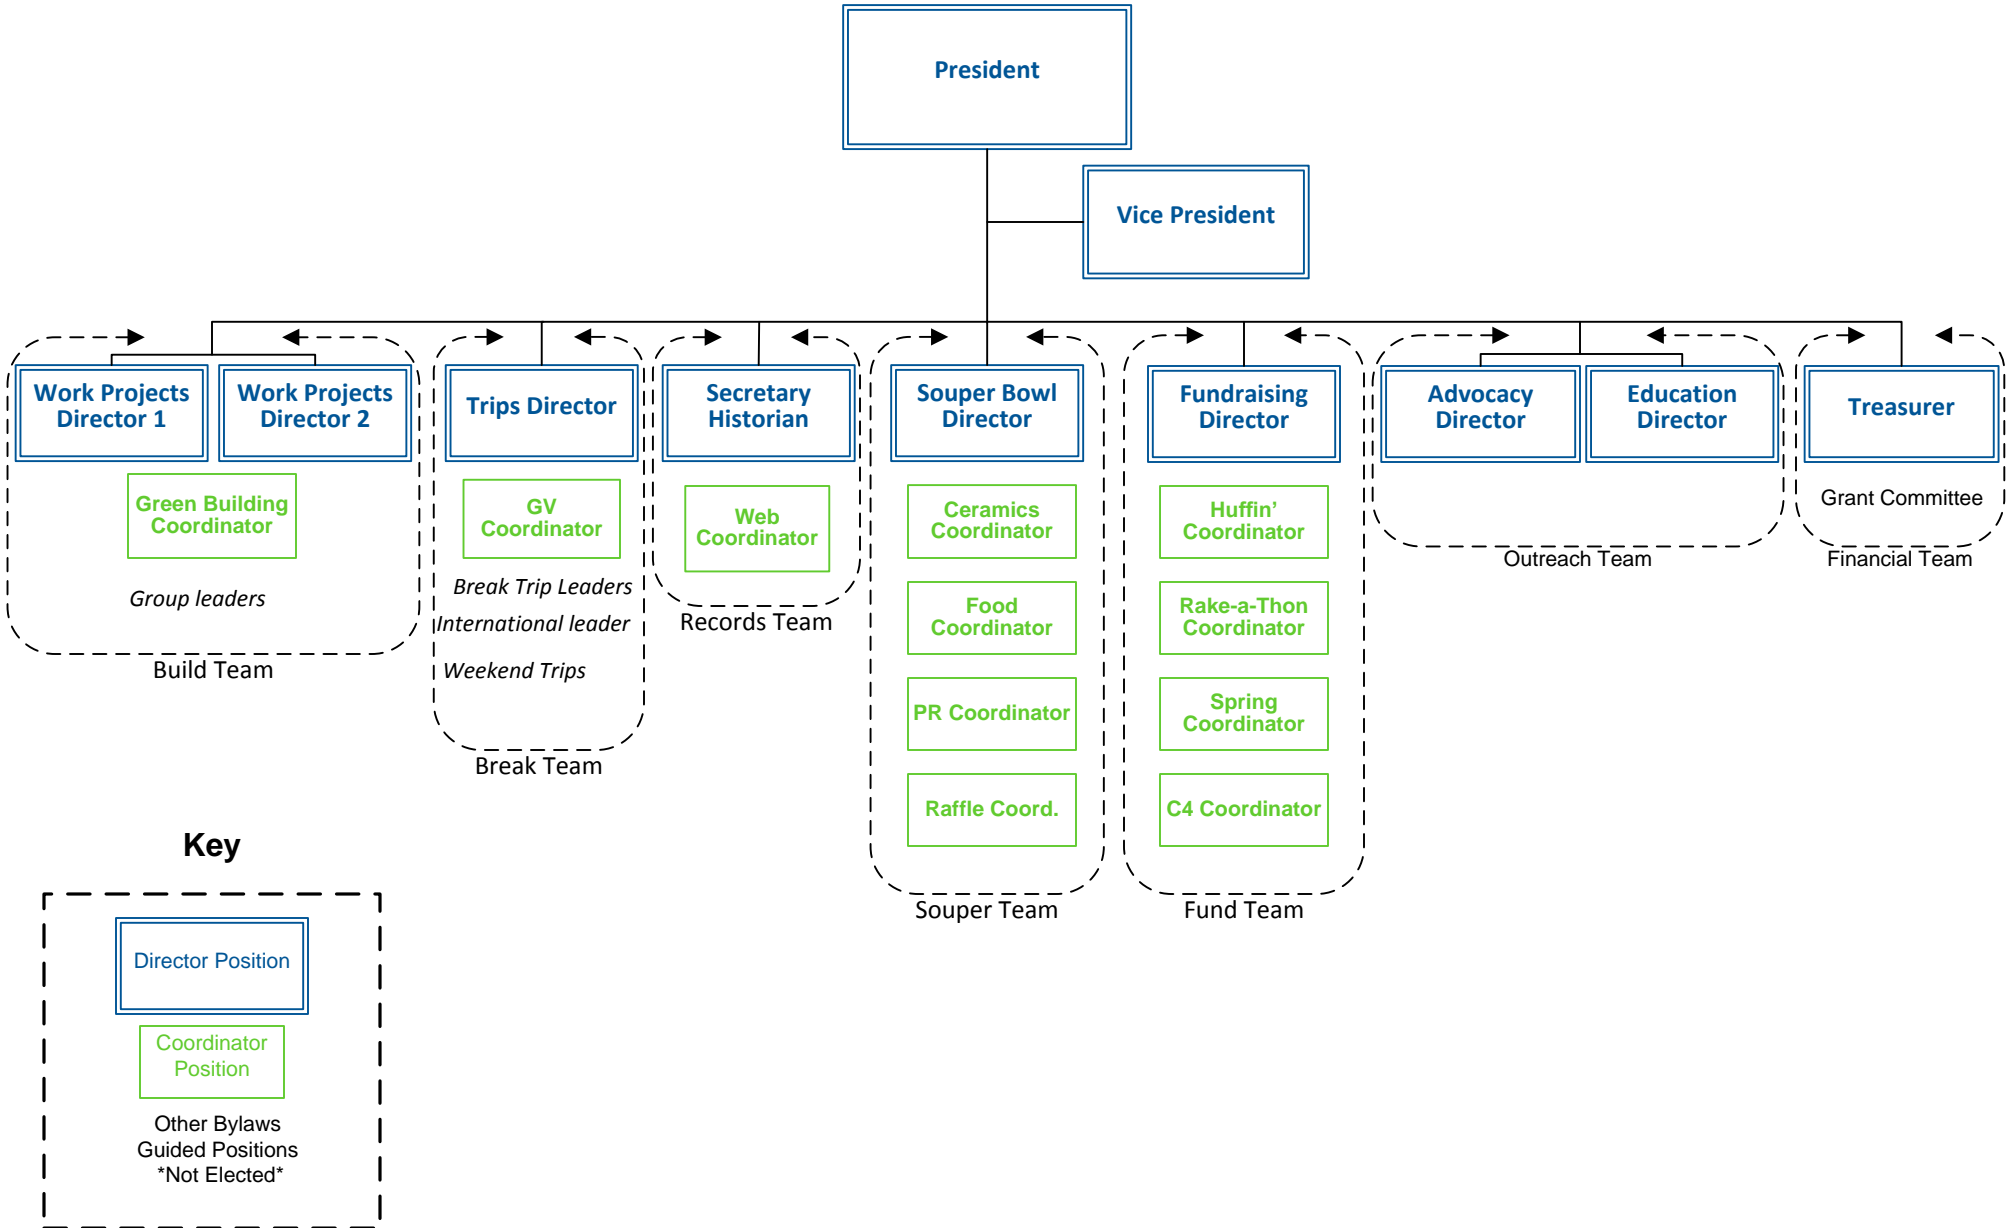 President
Vice President
Work Projects
Director 1
Work Projects
Director 2
Green Building
Coordinator
Group leaders
Build Team
Trips Director
GV
Coordinator
Break Trip Leaders
International leader
Weekend Trips
Break Team
Secretary
Historian
Web
Coordinator
Records Team
Souper Bowl
Director
Ceramics
Coordinator
Food
Coordinator
PR Coordinator
Raffle Coord.
Souper Team
Fundraising
Director
Huffin’
Coordinator
Rake-a-Thon
Coordinator
Spring
Coordinator
C4 Coordinator
Fund Team
Advocacy
Director
Education
Director
Outreach Team
Treasurer
Grant Committee
Financial Team
Key
Director Position
Coordinator
Position
Other Bylaws
Guided Positions
*Not Elected*